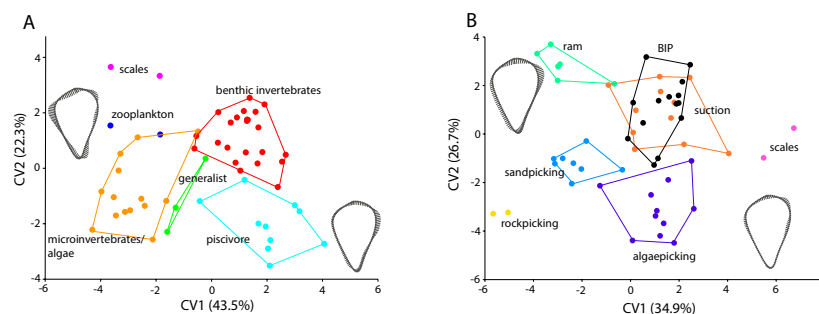 A
4
2
0
-2
-4
CV2 (22.3%)
scales
zooplankton
benthic invertebrates
generalist
microinvertebrates/
algae
piscivore
-6
-4
-2
0
2
4
6
CV1 (43.5%)
B
4
2
0
-2
-4
-6
CV2 (26.7%)
ram
BIP
suction
scales
sandpicking
rockpicking
algaepicking
-6
-4
-2
0
2
4
6
CV1 (34.9%)